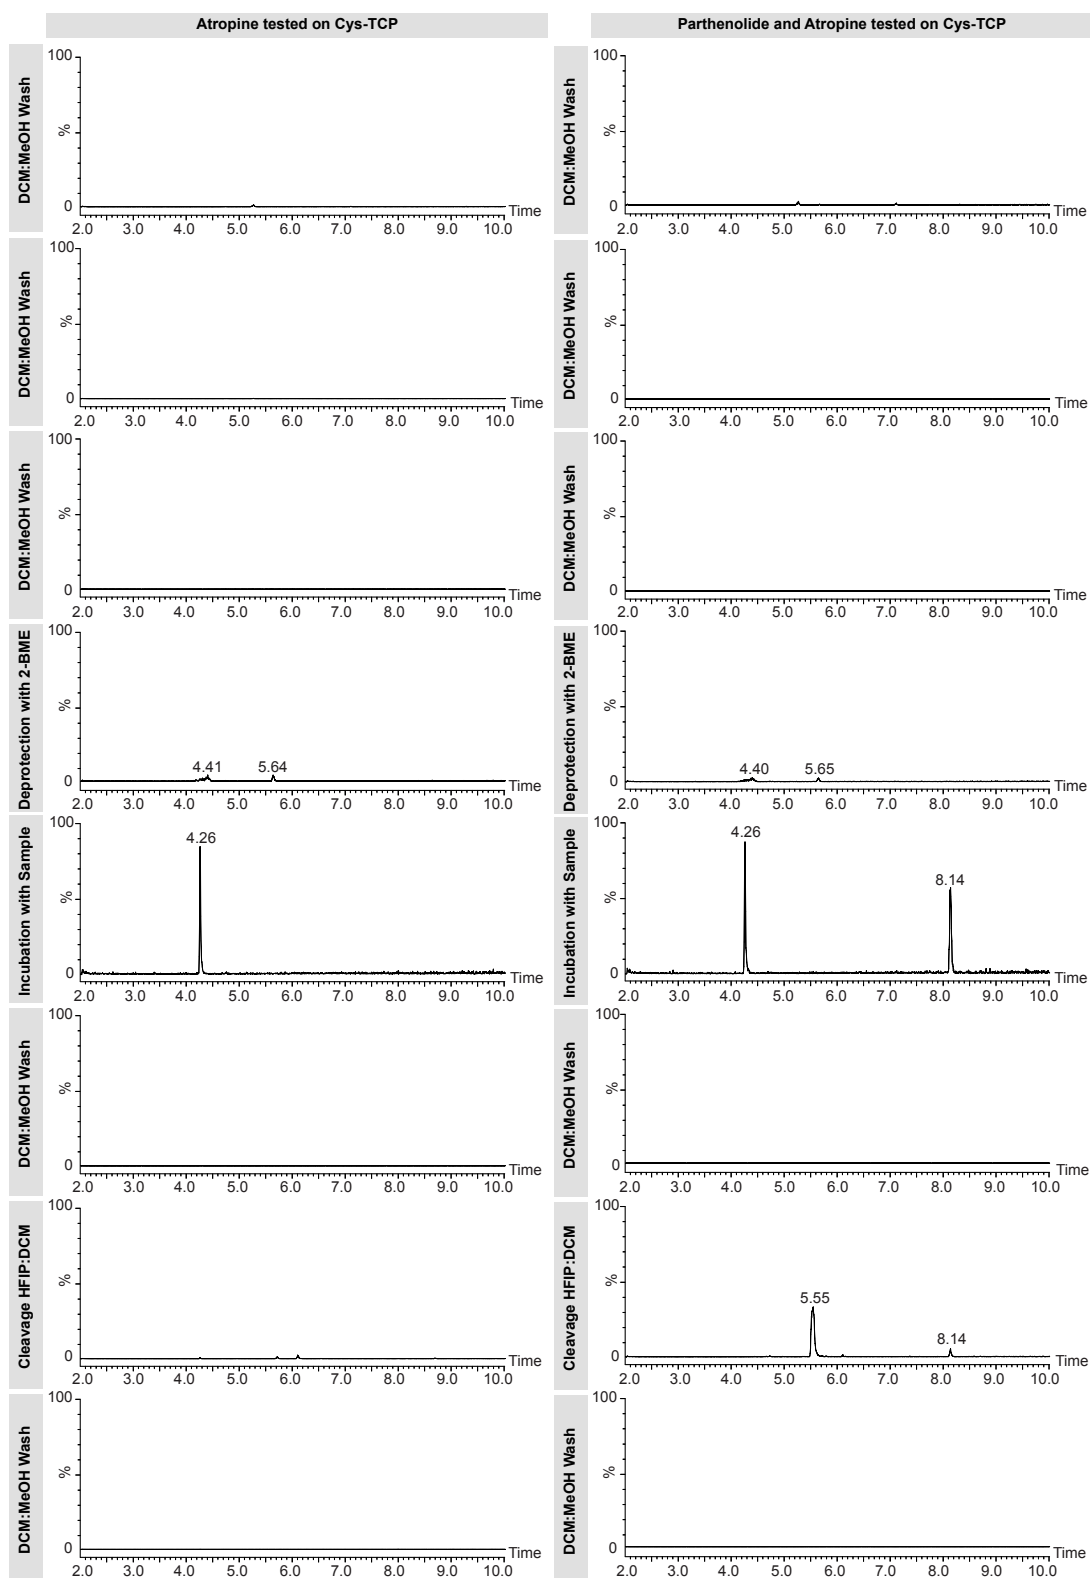 Atropine tested on Cys-TCP
Parthenolide and Atropine tested on Cys-TCP
DCM:MeOH Wash
100
%
0
Time
2.0 3.0 4.0 5.0 6.0 7.0 8.0 9.0 10.0
DCM:MeOH Wash
100
%
0
Time
2.0 3.0 4.0 5.0 6.0 7.0 8.0 9.0 10.0
DCM:MeOH Wash
100
%
0
Time
2.0 3.0 4.0 5.0 6.0 7.0 8.0 9.0 10.0
DCM:MeOH Wash
100
%
0
Time
2.0 3.0 4.0 5.0 6.0 7.0 8.0 9.0 10.0
DCM:MeOH Wash
100
%
0
Time
2.0 3.0 4.0 5.0 6.0 7.0 8.0 9.0 10.0
DCM:MeOH Wash
100
%
0
Time
2.0 3.0 4.0 5.0 6.0 7.0 8.0 9.0 10.0
Deprotection with 2-BME
100
%
4.41 5.64
0
Time
2.0 3.0 4.0 5.0 6.0 7.0 8.0 9.0 10.0
Deprotection with 2-BME
100
%
4.40 5.65
0
Time
2.0 3.0 4.0 5.0 6.0 7.0 8.0 9.0 10.0
Incubation with Sample
100
4.26
%
0
Time
2.0 3.0 4.0 5.0 6.0 7.0 8.0 9.0 10.0
Incubation with Sample
100
4.26
8.14
%
0
Time
2.0 3.0 4.0 5.0 6.0 7.0 8.0 9.0 10.0
DCM:MeOH Wash
100
%
0
Time
2.0 3.0 4.0 5.0 6.0 7.0 8.0 9.0 10.0
DCM:MeOH Wash
100
%
0
Time
2.0 3.0 4.0 5.0 6.0 7.0 8.0 9.0 10.0
Cleavage HFIP:DCM
100
%
0
Time
2.0 3.0 4.0 5.0 6.0 7.0 8.0 9.0 10.0
Cleavage HFIP:DCM
100
%
5.55
8.14
0
Time
2.0 3.0 4.0 5.0 6.0 7.0 8.0 9.0 10.0
DCM:MeOH Wash
100
%
0
Time
2.0 3.0 4.0 5.0 6.0 7.0 8.0 9.0 10.0
DCM:MeOH Wash
100
%
0
Time
2.0 3.0 4.0 5.0 6.0 7.0 8.0 9.0 10.0